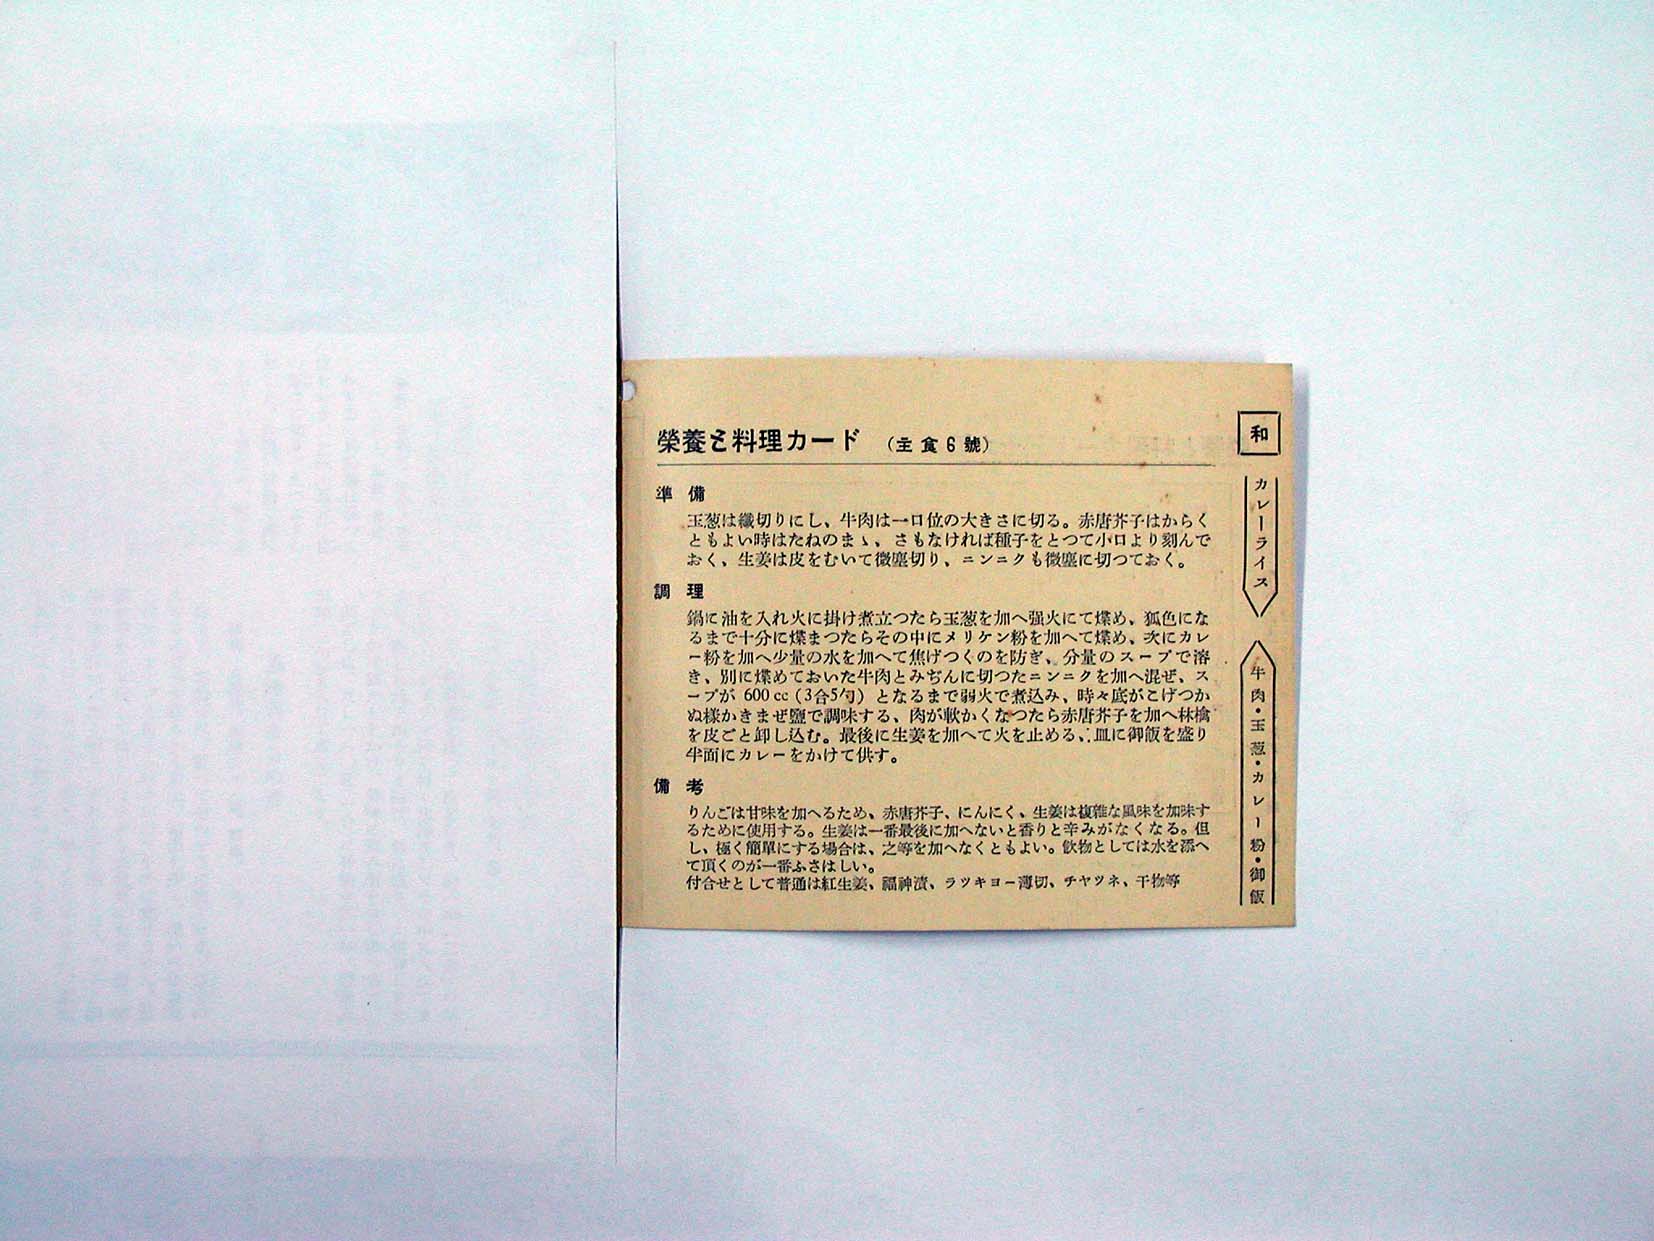 榮養と料理カード （主食6號）
準備
玉葱は纎切りにし、牛肉は一口位の大きさに切る。赤唐芥子はからく
ともよい時はたねのまゝ、さもなければ種子をとつて小口より刻んで
おく、生姜は皮をむいて微塵切り、ニンニクも微塵に切つておく。
調理
鍋に油を入れ火に掛け煮立つたら玉葱を加へ强火にて煠め、狐色にな
るまで十分に煠まつたらその中にメリケン粉を加へて煠め、次にカレ
ー粉を加へ少量の水を加へて焦げつくのを防ぎ、分量のスープで溶
き、別に煠めておいた牛肉とみぢんに切つたニンニクを加へ混ぜ、ス
ープが 600cc（3合5勺）となるまで弱火で煮込み、時々底がこげつか
ぬ樣かきまぜ鹽で調味する、肉が軟かくなつたら赤唐芥子を加へ林檎
を皮ごと卸し込む。最後に生姜を加へて火を止める、皿に御飯を盛り
半面にカレーをかけて供す。
備考
りんごは甘味を加へるため、赤唐芥子、にんにく、生姜は複雜な風味を加味す
るために使用する。生姜は一番最後に加へないと香りと辛みがなくなる。但
し、極く簡單にする場合は、之等を加へなくともよい。飮物としては水を添へ
て頂くのが一番ふさはしい。
付合せとして普通は紅生姜、福神漬、ラツキヨー薄切、チヤツネ、干物等
和
カレーライス
牛肉・玉葱・カレー粉・御飯